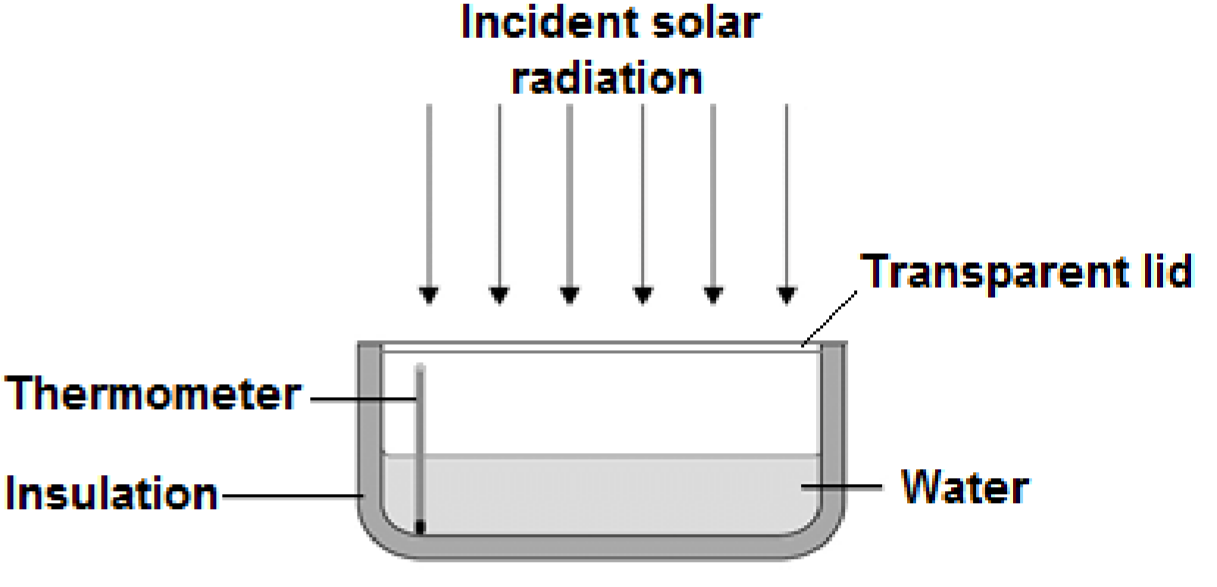 Incident solar
radiation
Transparent lid
Thermometer
Insulation
Water